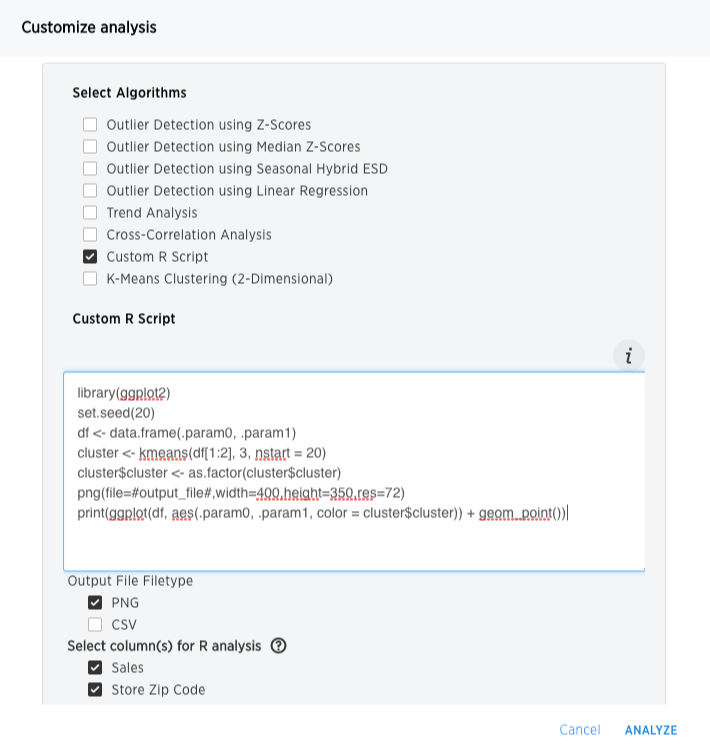 Customize analysis
Select Algorithms
Outlier Detection using Z-Scores
Outlier Detection using Median Z-Scores
Outlier Detection using Seasonal Hybrid ESD
Outlier Detection using Linear Regression
Trend Analysis
Cross-Correlation Analysis
Custom R Script
K-Means Clustering (2-Dimensional)
Custom R Script
i
library(ggplot2)
set.seed(20)
df <- data.frame(.param0, .param1)
cluster <- kmeans(df[1:2], 3, nstart = 20)
cluster$cluster <- as.factor(cluster$cluster)
png(file=#output_file#,width=400,height=350,res=72)
print(ggplot(df, aes(.param0, .param1, color = cluster$cluster)) + geom_point())
Output File Filetype
PNG
CSV
Select column(s) for R analysis ?
Sales
Store Zip Code
Cancel ANALYZE